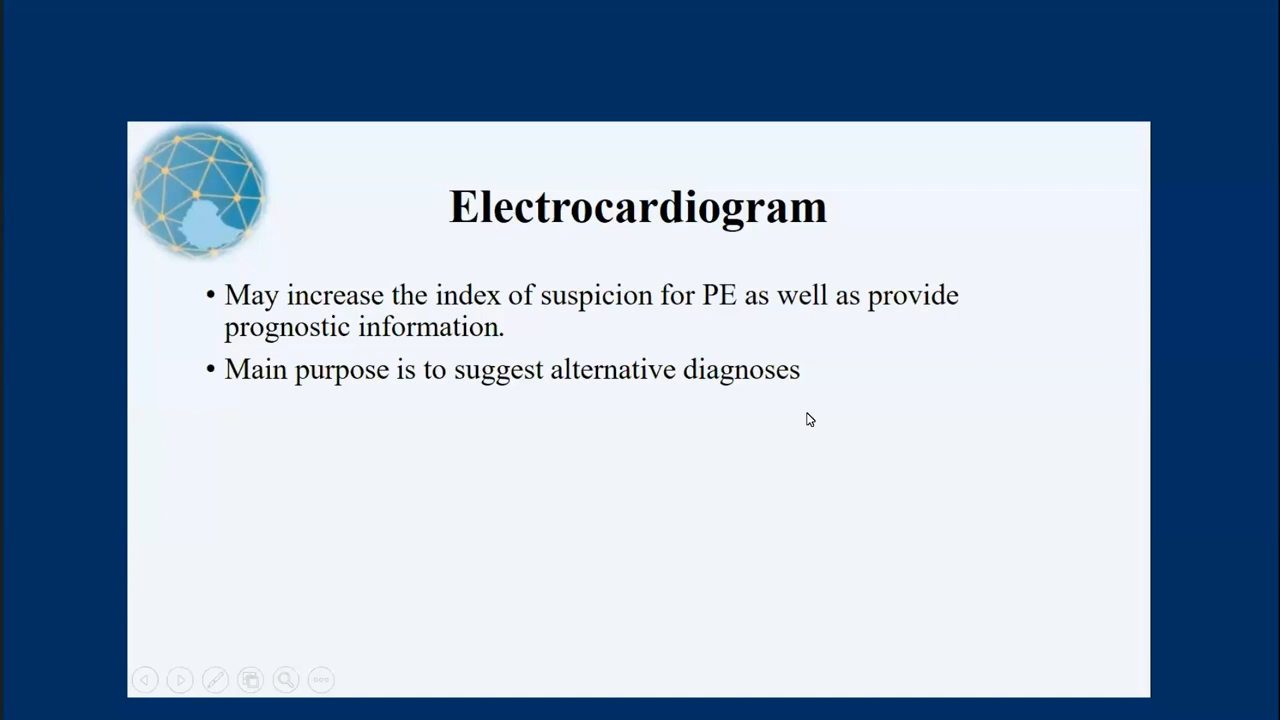 Electrocardiogram
• May increase the index of suspicion for PE as well as provide
prognostic information.
• Main purpose is to suggest alternative diagnoses